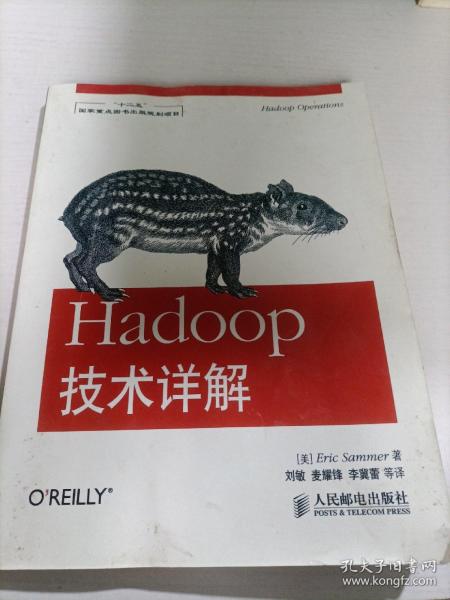 "十二五"
国家重点图书出版规划项目
Hadoop Operations
Hadoop
技术详解
[美] Eric Sammer 著
刘敏 麦耀锋 李冀蕾 等译
O'REILLY®
人民邮电出版社
POSTS & TELECOM PRESS
孔夫子旧书网
www.kongfz.com